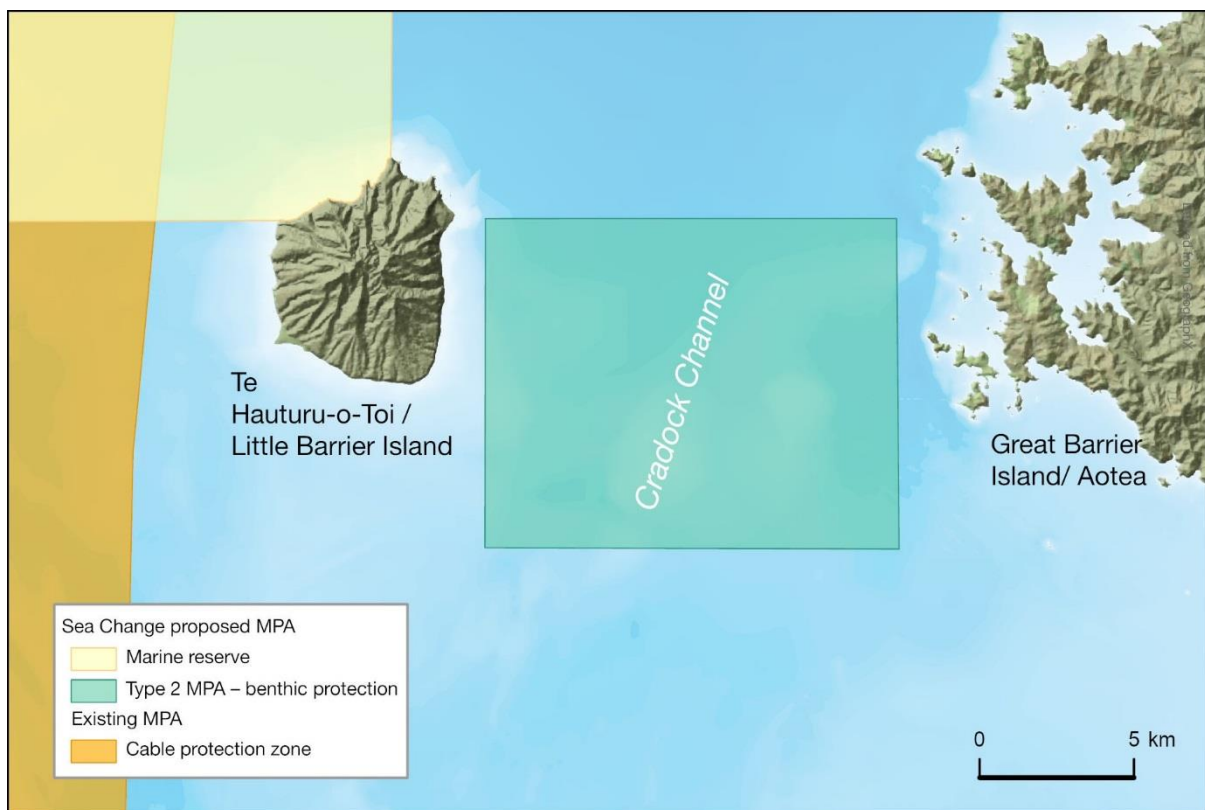 Te
Hauturu-o-Toi /
Little Barrier Island
Cradock Channel
Great Barrier
Island/ Aotea
Sea Change proposed MPA
Marine reserve
Type 2 MPA – benthic protection
Existing MPA
Cable protection zone
0 5 km